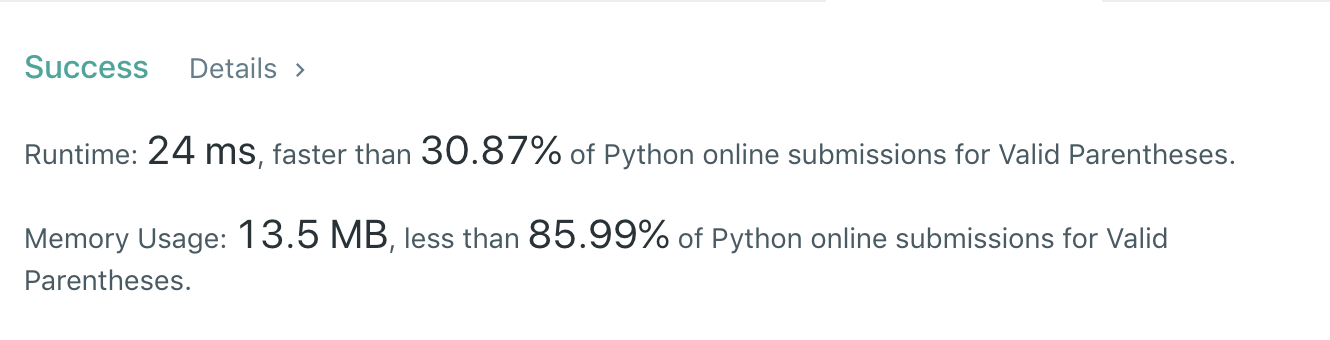 Success Details >
Runtime: 24 ms, faster than 30.87% of Python online submissions for Valid Parentheses.
Memory Usage: 13.5 MB, less than 85.99% of Python online submissions for Valid
Parentheses.